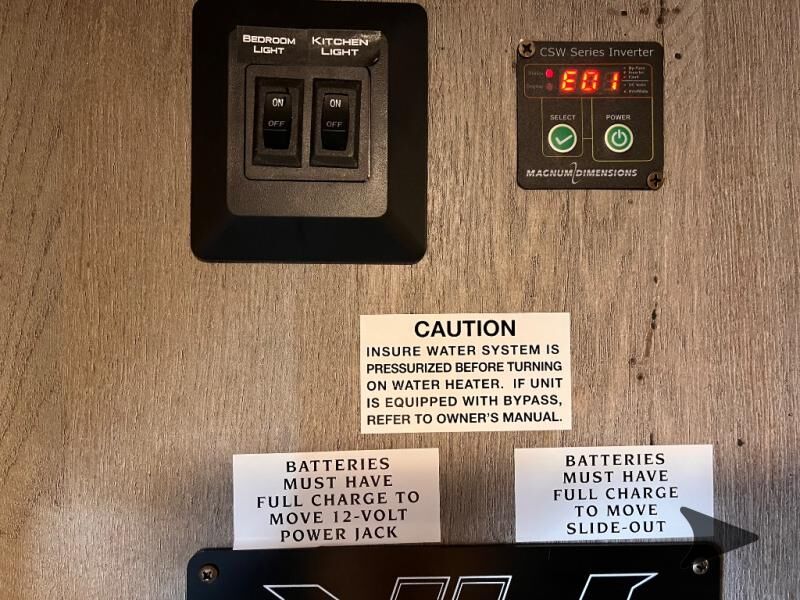 BEDROOM LIGHT
KITCHEN LIGHT
ON
OFF
ON
OFF
CSW Series Inverter
Status
E01
SELECT
POWER
MAGNUM DIMENSIONS
CAUTION
INSURE WATER SYSTEM IS
PRESSURIZED BEFORE TURNING
ON WATER HEATER. IF UNIT
IS EQUIPPED WITH BYPASS,
REFER TO OWNER'S MANUAL.
BATTERIES
MUST HAVE
FULL CHARGE TO
MOVE 12-VOLT
POWER JACK
BATTERIES
MUST HAVE
FULL CHARGE
TO MOVE
SLIDE-OUT